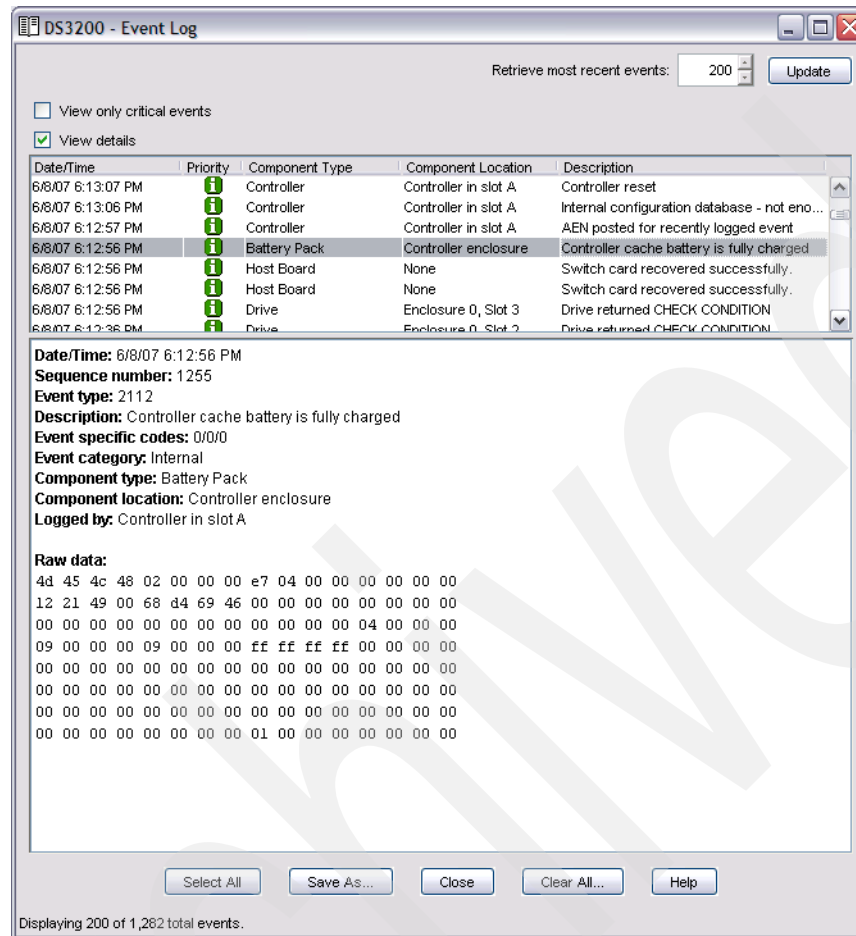 DS3200 - Event Log
Retrieve most recent events: 200 Update
View only critical events
View details
Date/Time Priority Component Type Component Location Description
6/8/07 6:13:07 PM Controller Controller in slot A Controller reset
6/8/07 6:13:06 PM Controller Controller in slot A Internal configuration database - not eno...
6/8/07 6:12:57 PM Controller Controller in slot A AEN posted for recently logged event
6/8/07 6:12:56 PM Battery Pack Controller enclosure Controller cache battery is fully charged
6/8/07 6:12:56 PM Host Board None Switch card recovered successfully.
6/8/07 6:12:56 PM Host Board None Switch card recovered successfully.
6/8/07 6:12:56 PM Drive Enclosure 0, Slot 3 Drive returned CHECK CONDITION
6/8/07 6:12:36 PM Drive Enclosure 0, Slot 2 Drive returned CHECK CONDITION
Date/Time: 6/8/07 6:12:56 PM
Sequence number: 1255
Event type: 2112
Description: Controller cache battery is fully charged
Event specific codes: 0/0/0
Event category: Internal
Component type: Battery Pack
Component location: Controller enclosure
Logged by: Controller in slot A
Raw data:
4d 45 4c 48 02 00 00 00 e7 04 00 00 00 00 00 00
12 21 49 00 68 d4 69 46 00 00 00 00 00 00 00 00
00 00 00 00 00 00 00 00 00 00 00 00 04 00 00 00
09 00 00 00 09 00 00 00 ff ff ff ff 00 00 00 00
00 00 00 00 00 00 00 00 00 00 00 00 00 00 00 00
00 00 00 00 00 00 00 00 00 00 00 00 00 00 00 00
00 00 00 00 00 00 00 00 00 00 00 00 00 00 00 00
00 00 00 00 00 00 00 00 01 00 00 00 00 00 00 00
Select All Save As... Close Clear All... Help
Displaying 200 of 1,282 total events.